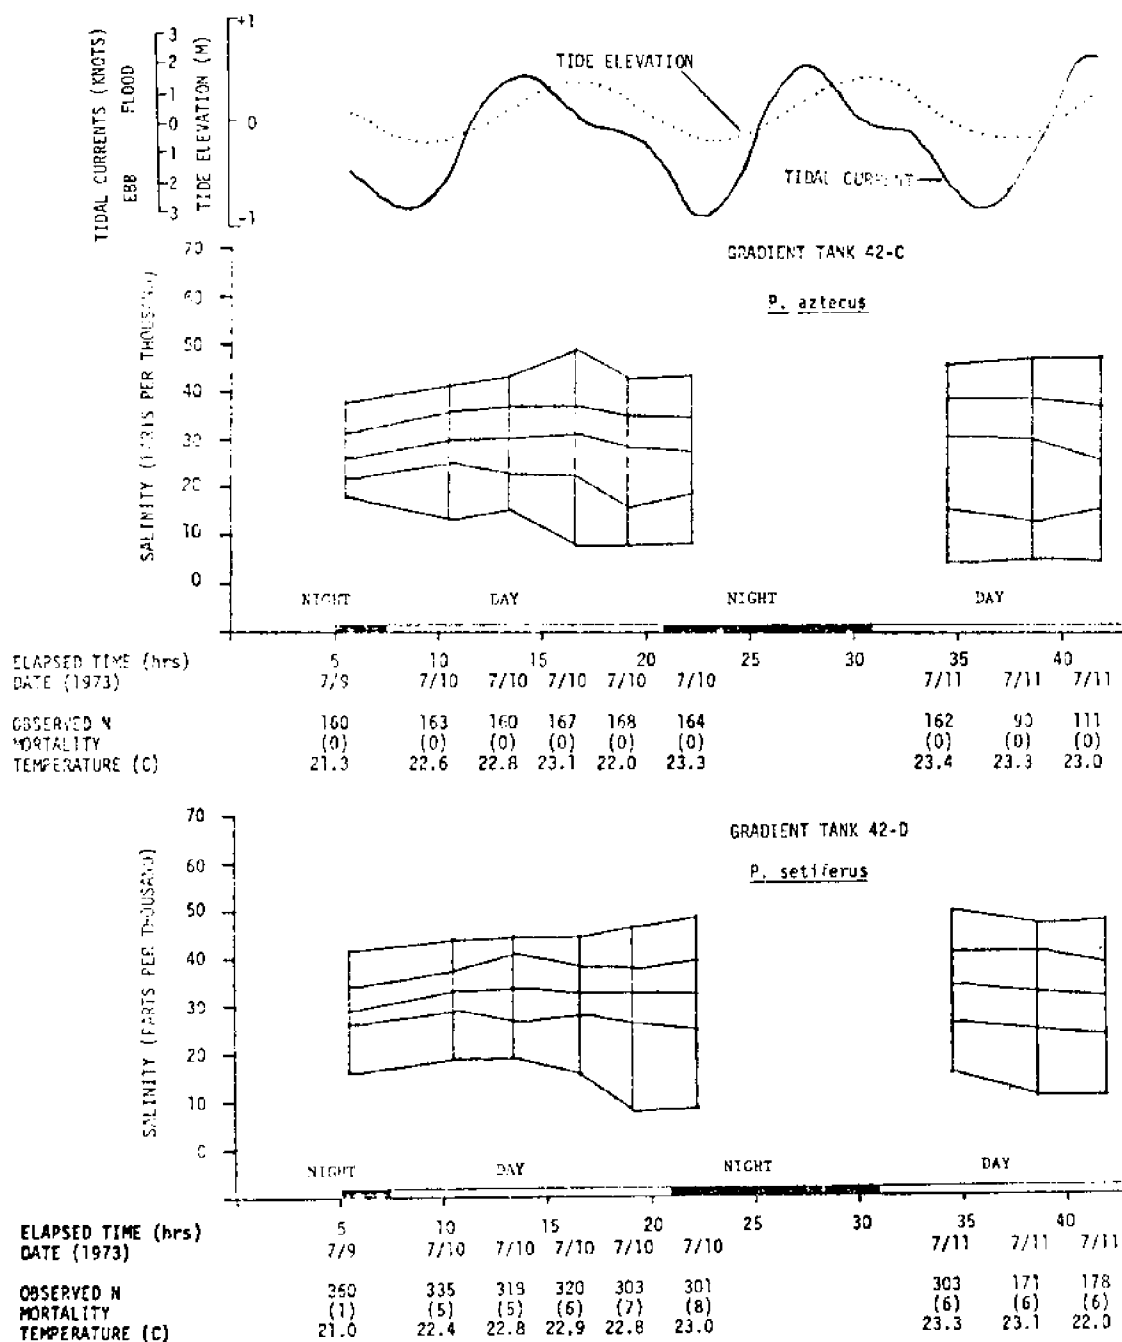 TIDAL CURRENTS (KNOTS)
EBB FLOOD
3
2
1
-0
1
-2
-3
TIDE ELEVATION (M)
+1
0
-1
TIDE ELEVATION
TIDAL CURRENT
GRADIENT TANK 42-C
P. aztecus
SALINITY (PARTS PER THOUSAND)
70
60
50
40
30
20
10
0
NIGHT DAY NIGHT DAY
5 10 15 20 25 30 35 40
ELAPSED TIME (hrs)
DATE (1973) 7/9 7/10 7/10 7/10 7/10 7/10 7/11 7/11 7/11
OBSERVED N 160 163 160 167 168 164 162 90 111
MORTALITY (0) (0) (0) (0) (0) (0) (0) (0) (0)
TEMPERATURE (C) 21.3 22.6 22.8 23.1 22.0 23.3 23.4 23.3 23.0
GRADIENT TANK 42-D
P. setiferus
SALINITY (PARTS PER THOUSAND)
70
60
50
40
30
20
10
0
NIGHT DAY NIGHT DAY
5 10 15 20 25 30 35 40
ELAPSED TIME (hrs)
DATE (1973) 7/9 7/10 7/10 7/10 7/10 7/10 7/11 7/11 7/11
OBSERVED N 360 335 319 320 303 301 303 171 178
MORTALITY (1) (5) (5) (6) (7) (8) (6) (6) (6)
TEMPERATURE (C) 21.0 22.4 22.8 22.9 22.8 23.0 23.3 23.1 22.0